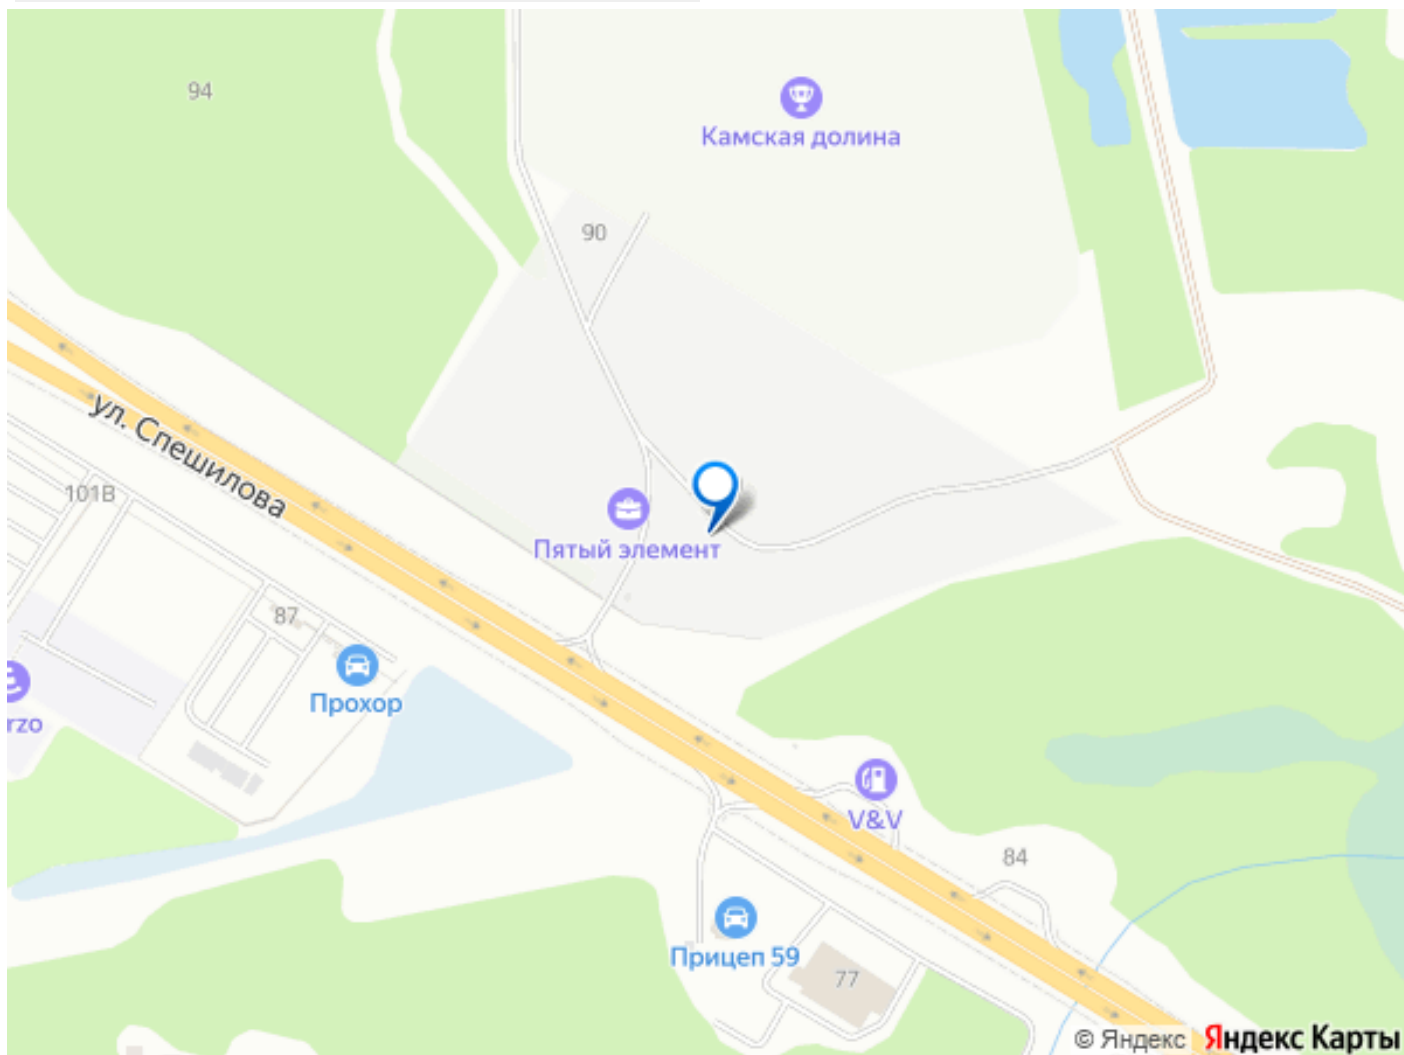 94
Камская долина
90
ул. Спешилова
101В
Пятый элемент
87
Прохор
rzo
V&V
84
Прицеп 59
77
© Яндекс Яндекс Карты